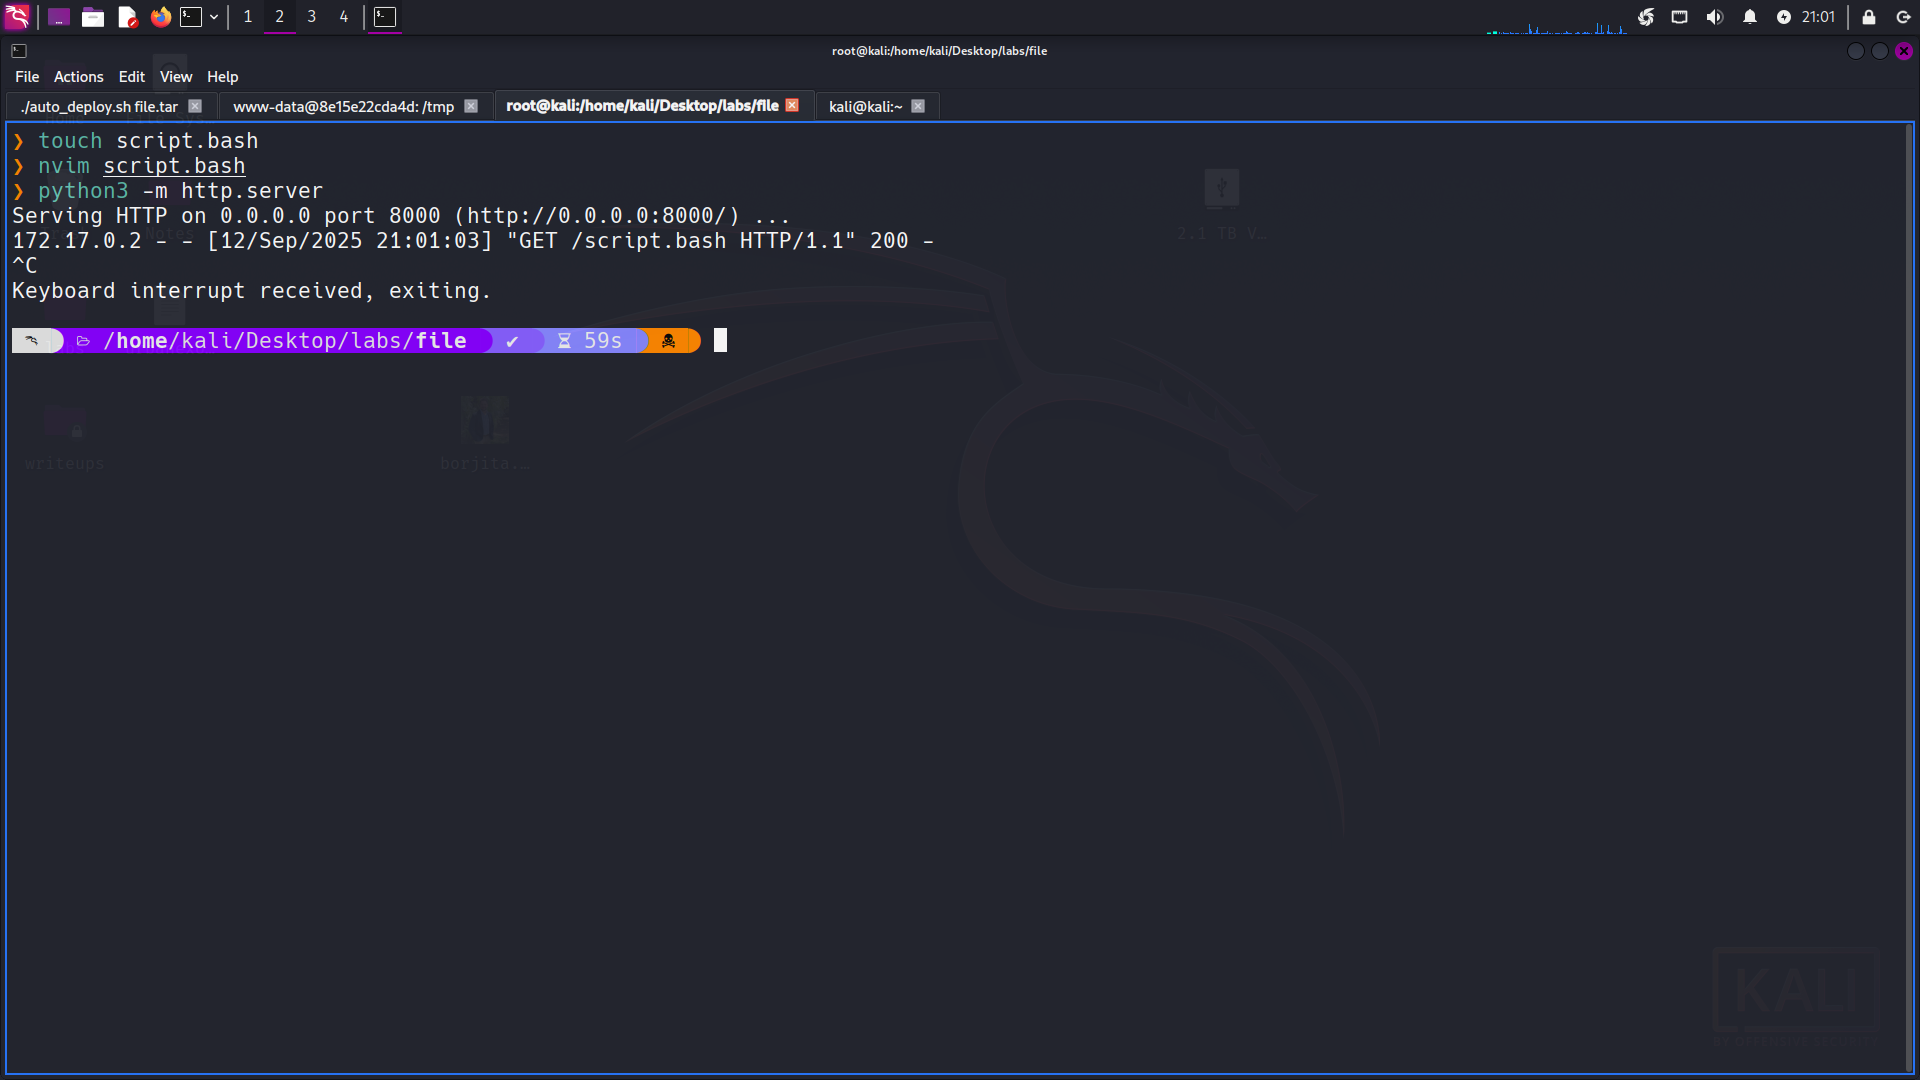 1 2 3 4 21:01
root@kali:/home/kali/Desktop/labs/file
File Actions Edit View Help
./auto_deploy.sh file.tar www-data@8e15e22cda4d: /tmp root@kali:/home/kali/Desktop/labs/file kali@kali:~
❯ touch script.bash
❯ nvim script.bash
❯ python3 -m http.server
Serving HTTP on 0.0.0.0 port 8000 (http://0.0.0.0:8000/) ...
172.17.0.2 - - [12/Sep/2025 21:01:03] "GET /script.bash HTTP/1.1" 200 -
^C
Keyboard interrupt received, exiting.
/home/kali/Desktop/labs/file ✔ 59s
2.1 TB V...
Notes
writeups
borjita....
KALI
BY OFFENSIVE SECURITY